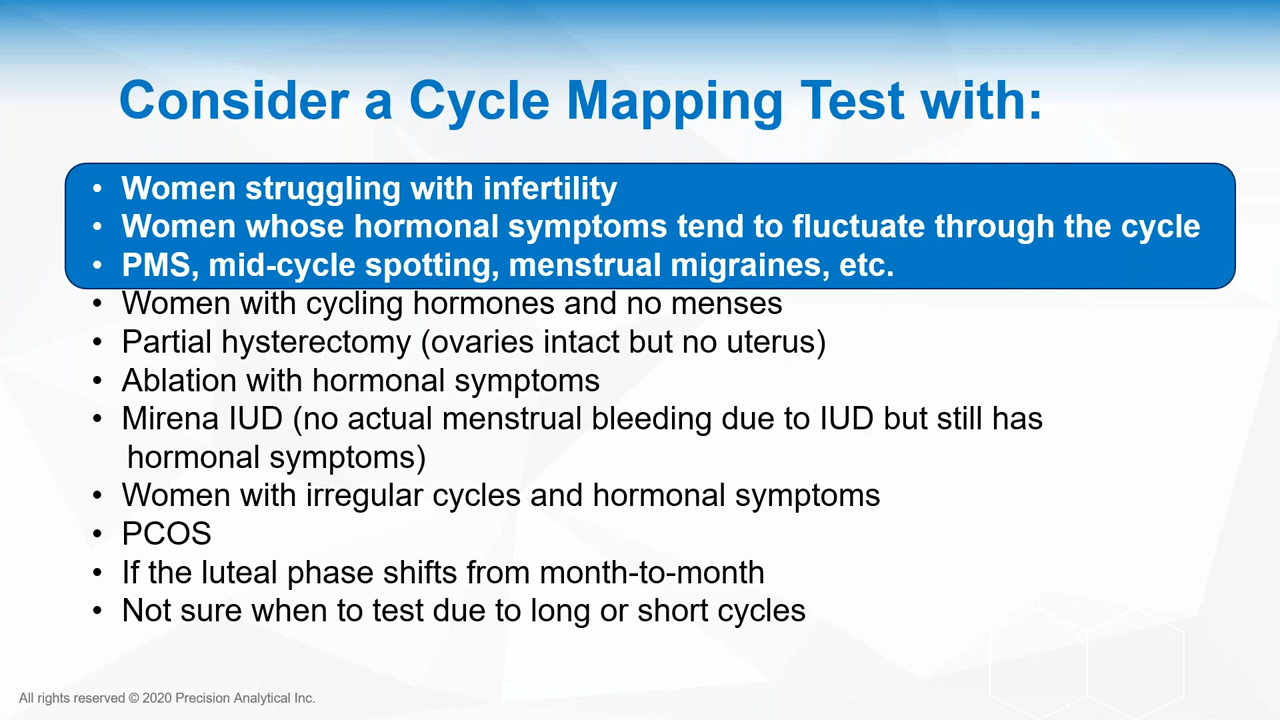 Consider a Cycle Mapping Test with:
• Women struggling with infertility
• Women whose hormonal symptoms tend to fluctuate through the cycle
• PMS, mid-cycle spotting, menstrual migraines, etc.
• Women with cycling hormones and no menses
• Partial hysterectomy (ovaries intact but no uterus)
• Ablation with hormonal symptoms
• Mirena IUD (no actual menstrual bleeding due to IUD but still has
hormonal symptoms)
• Women with irregular cycles and hormonal symptoms
• PCOS
• If the luteal phase shifts from month-to-month
• Not sure when to test due to long or short cycles
All rights reserved © 2020 Precision Analytical Inc.